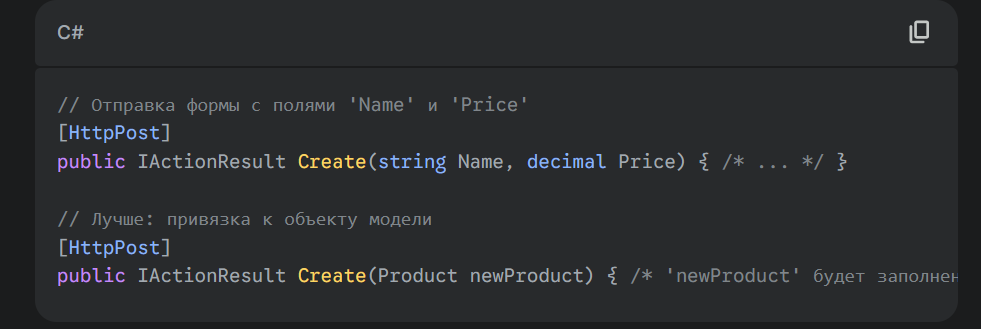 C#
// Отправка формы с полями 'Name' и 'Price'
[HttpPost]
public IActionResult Create(string Name, decimal Price) { /* ... */ }
// Лучше: привязка к объекту модели
[HttpPost]
public IActionResult Create(Product newProduct) { /* 'newProduct' будет заполнен